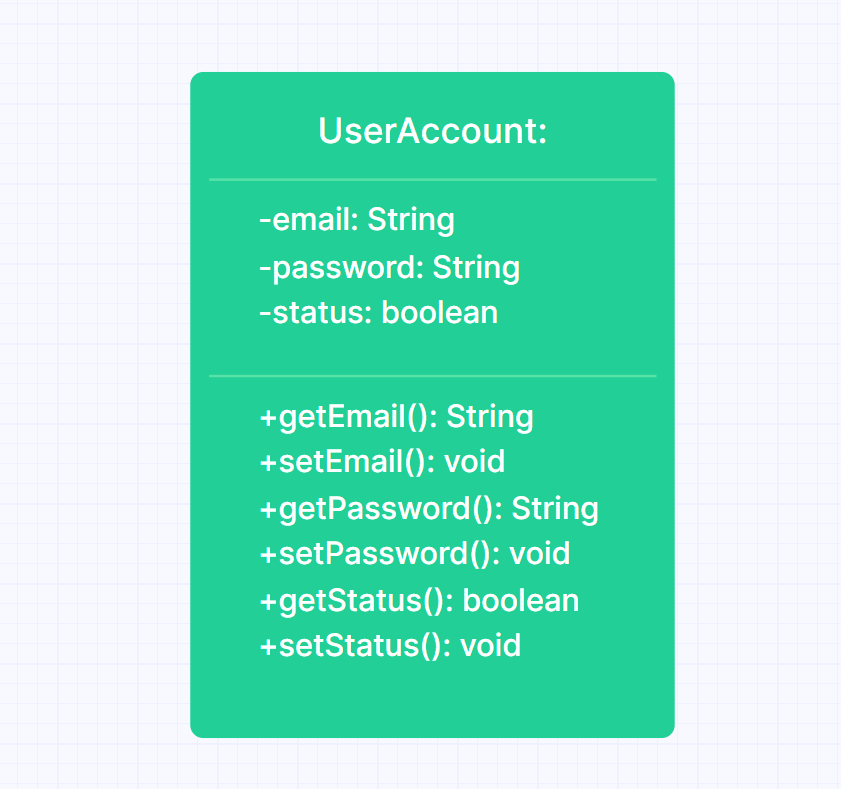 UserAccount:
-email: String
-password: String
-status: boolean
+getEmail(): String
+setEmail(): void
+getPassword(): String
+setPassword(): void
+getStatus(): boolean
+setStatus(): void